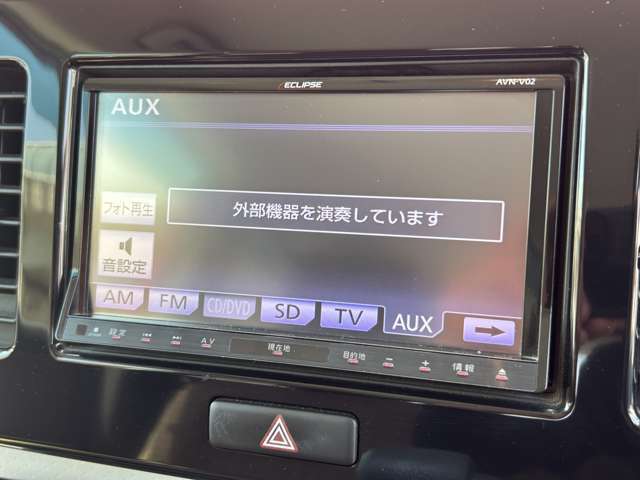 ECLIPSE AVN-V02
AUX
外部機器を演奏しています
フォト再生
音設定
AM FM CD/DVD SD TV AUX
設定 AV 現在地 目的地 － ＋ 情報